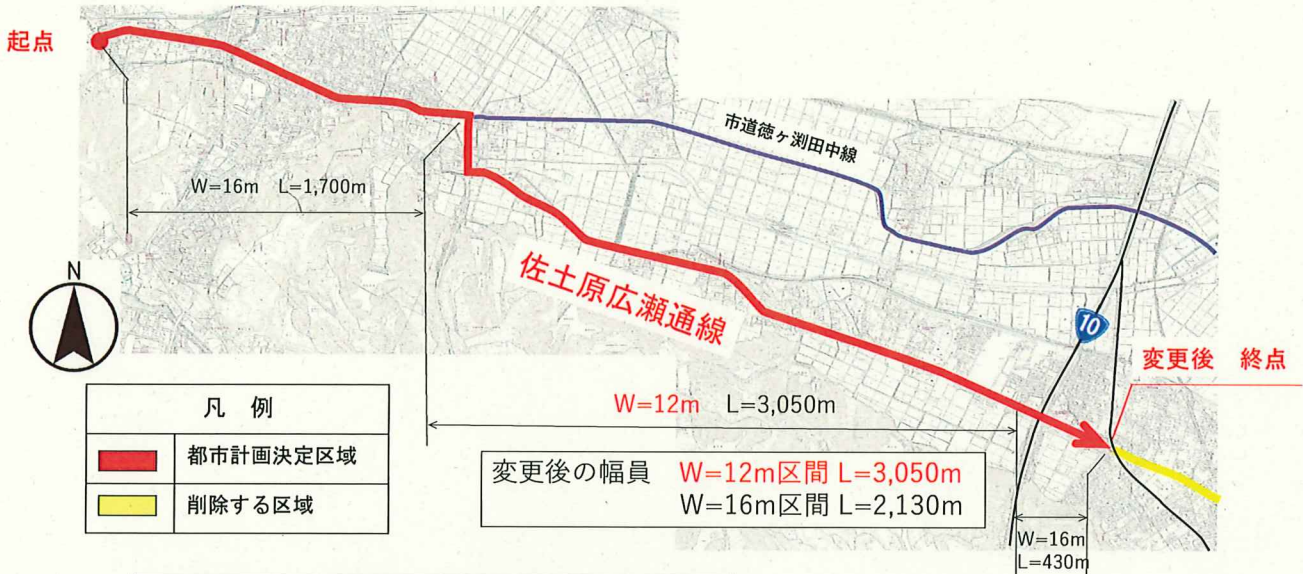 起点
市道徳ヶ渕田中線
W=16m L=1,700m
N
佐土原広瀬通線
10
変更後 終点
W=12m L=3,050m
凡 例
都市計画決定区域
削除する区域
変更後の幅員 W=12m区間 L=3,050m
W=16m区間 L=2,130m
W=16m
L=430m